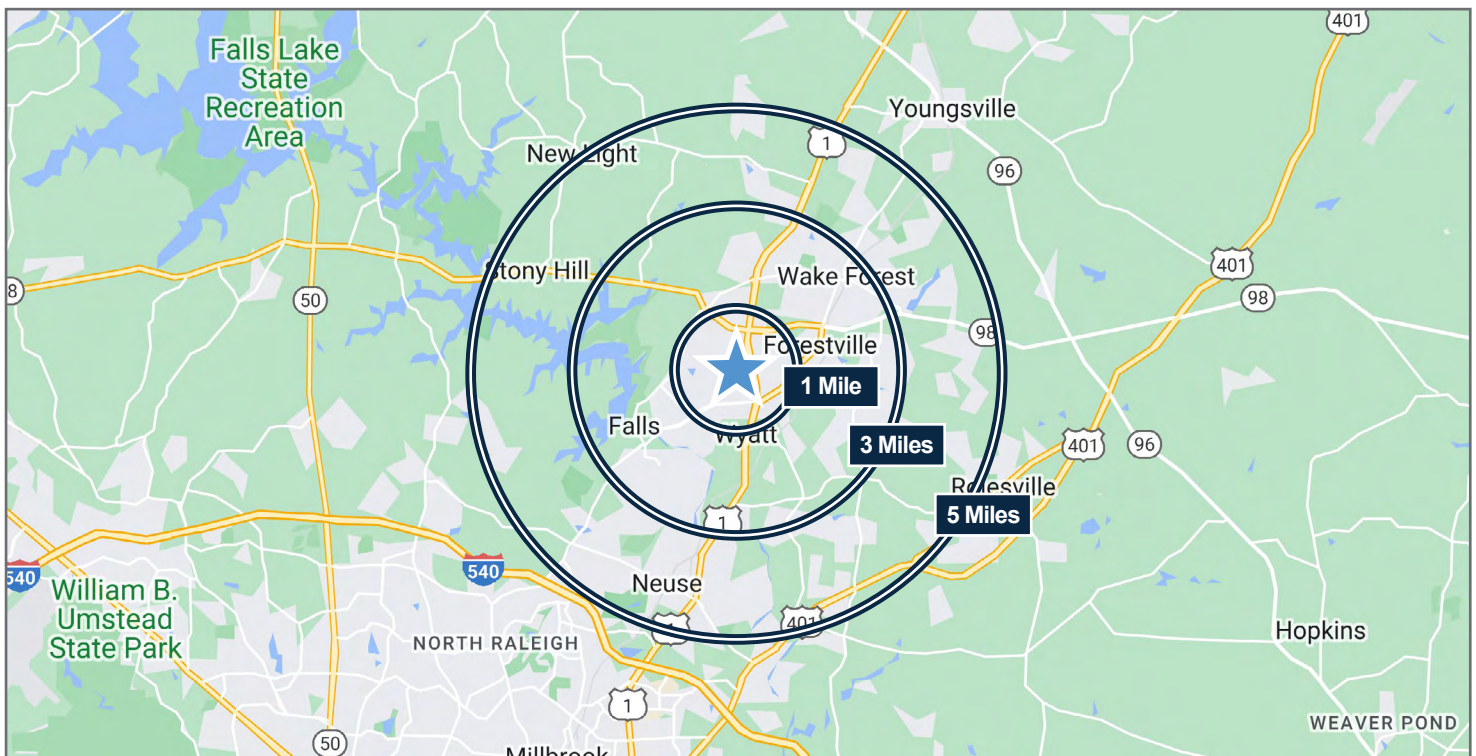 401
Falls Lake
State
Recreation
Area
Youngsville
1
New Light
96
Stony Hill
Wake Forest
401
8
50
98
98
Forestville
1 Mile
Falls
Wyatt
3 Miles
401
96
Rolesville
5 Miles
1
540
540
William B.
Umstead
State Park
Neuse
NORTH RALEIGH
1
401
Hopkins
1
WEAVER POND
50
Millbrook